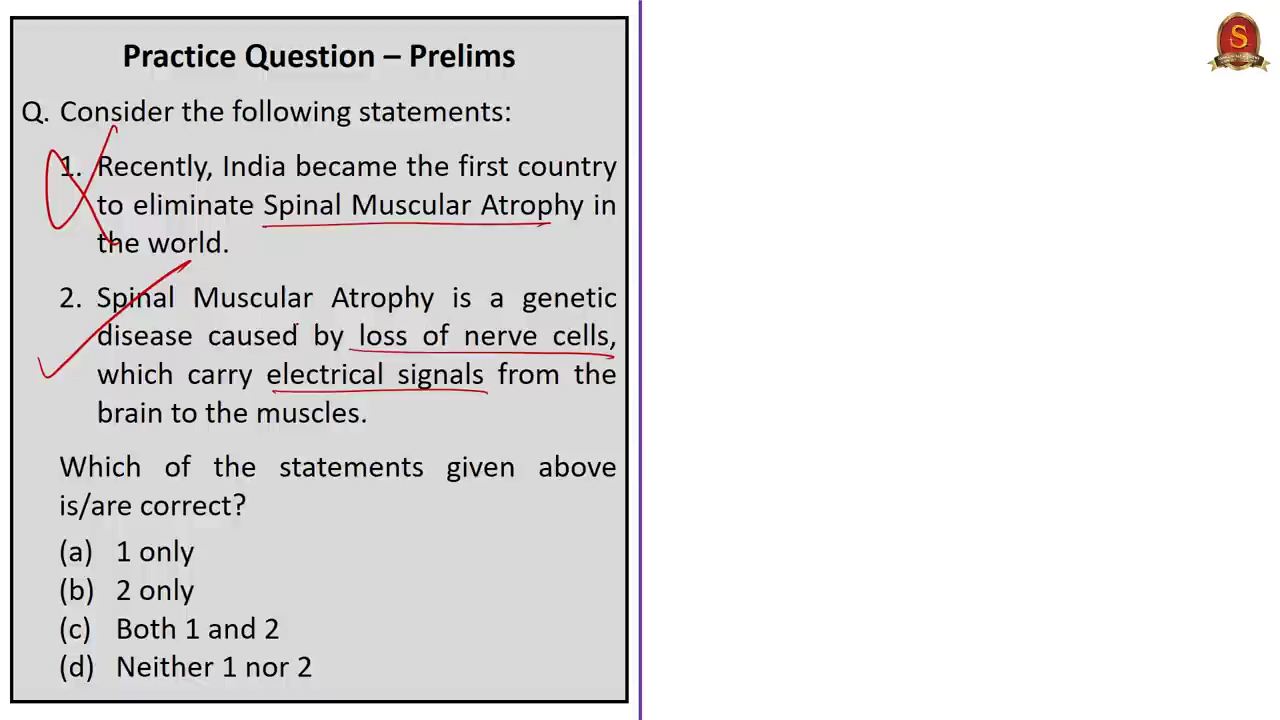 Practice Question – Prelims
Q. Consider the following statements:
1. Recently, India became the first country
to eliminate Spinal Muscular Atrophy in
the world.
2. Spinal Muscular Atrophy is a genetic
disease caused by loss of nerve cells,
which carry electrical signals from the
brain to the muscles.
Which of the statements given above
is/are correct?
(a) 1 only
(b) 2 only
(c) Both 1 and 2
(d) Neither 1 nor 2
S